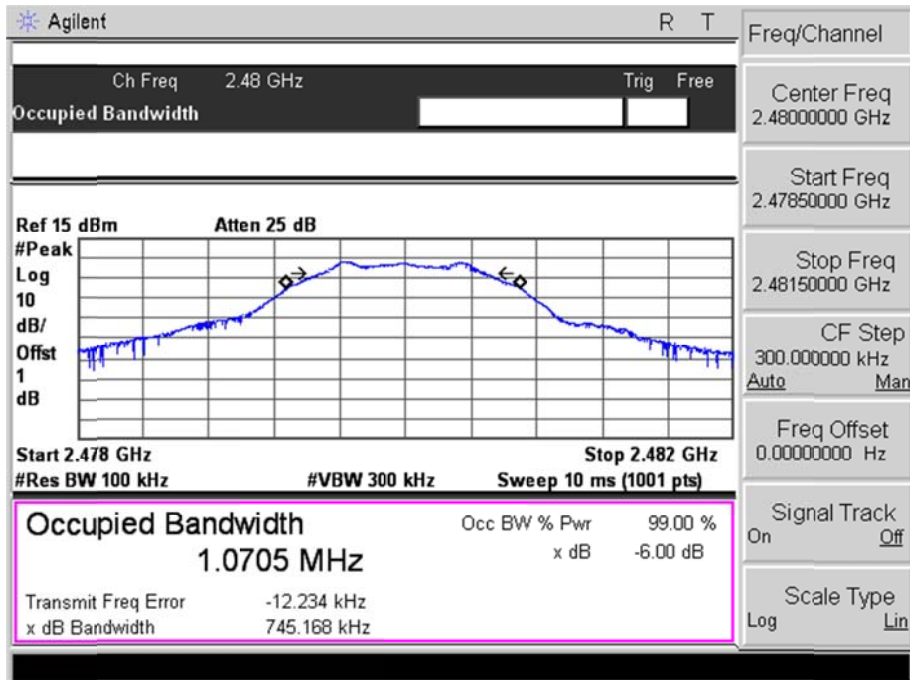 Agilent
R T
Ch Freq 2.48 GHz
Trig Free
Occupied Bandwidth
Ref 15 dBm
Atten 25 dB
#Peak
Log
10
dB/
Offst
1
dB
Start 2.478 GHz
Stop 2.482 GHz
#Res BW 100 kHz
#VBW 300 kHz
Sweep 10 ms (1001 pts)
Occupied Bandwidth
1.0705 MHz
Occ BW % Pwr 99.00 %
x dB -6.00 dB
Transmit Freq Error -12.234 kHz
x dB Bandwidth 745.168 kHz
Freq/Channel
Center Freq
2.48000000 GHz
Start Freq
2.47850000 GHz
Stop Freq
2.48150000 GHz
CF Step
300.000000 kHz
Auto Man
Freq Offset
0.00000000 Hz
Signal Track
On Off
Scale Type
Log Lin